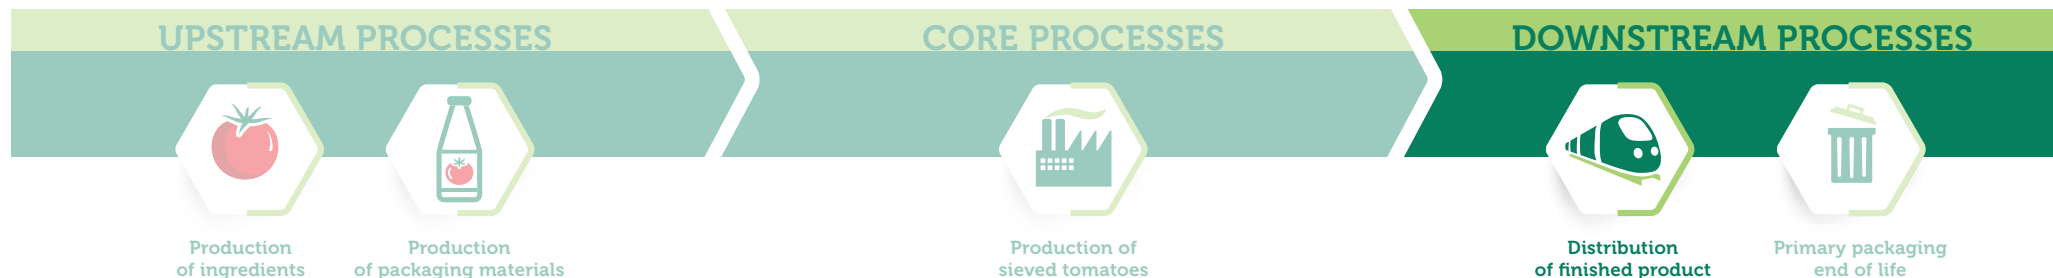 UPSTREAM PROCESSES
CORE PROCESSES
DOWNSTREAM PROCESSES
Production
of ingredients
Production
of packaging materials
Production of
sieved tomatoes
Distribution
of finished product
Primary packaging
end of life